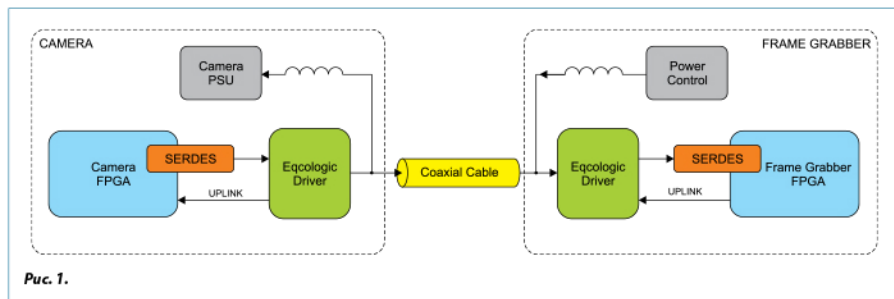 CAMERA
FRAME GRABBER
Camera
PSU
Power
Control
Camera
FPGA
SERDES
UPLINK
Eqcologic
Driver
Coaxial Cable
Eqcologic
Driver
SERDES
UPLINK
Frame Grabber
FPGA
Рис. 1.